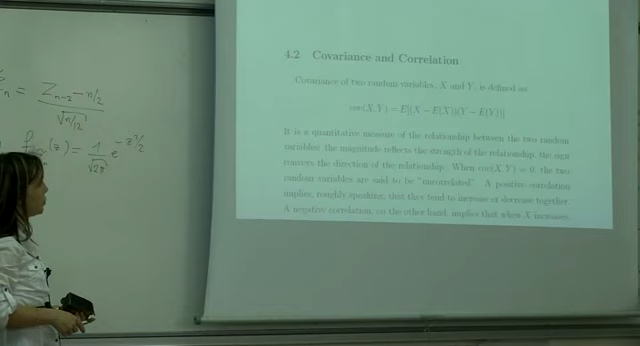 n = Z n-2 - n/2
√n/12
f (z) = 1 e -z²/2
√2π
4.2 Covariance and Correlation
Covariance of two random variables, X and Y, is defined as
cov(X, Y) = E[(X − E(X))(Y − E(Y))]
It is a quantitative measure of the relationship between the two random
variables: the magnitude reflects the strength of the relationship, the sign
conveys the direction of the relationship. When cov(X, Y) = 0, the two
random variables are said to be "uncorrelated". A positive correlation
implies, roughly speaking, that they tend to increase or decrease together.
A negative correlation, on the other hand, implies that when X increases